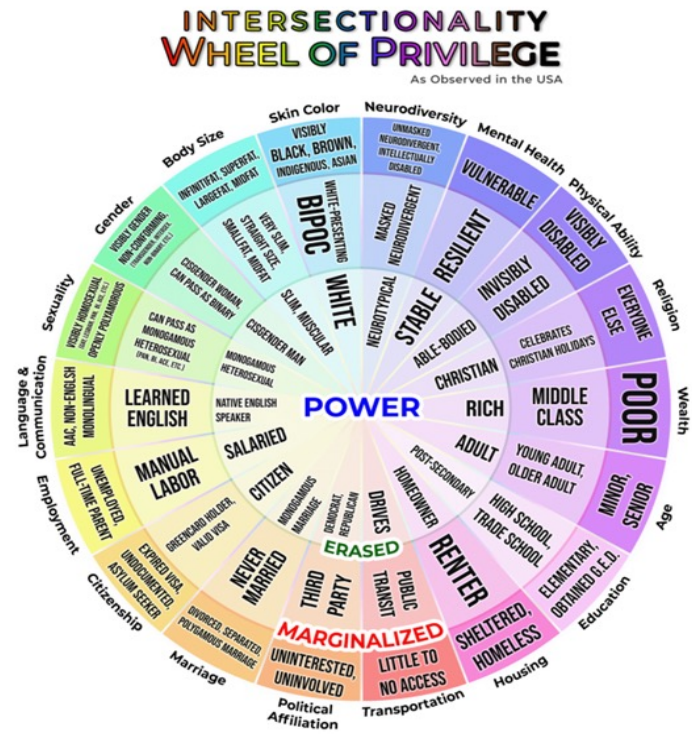 INTERSECTIONALITY
WHEEL OF PRIVILEGE
As Observed in the USA
Skin Color
VISIBLY
BLACK, BROWN,
INDIGENOUS, ASIAN
WHITE-PRESENTING
BIPOC
WHITE
Neurodiversity
UNMASKED
NEURODIVERGENT,
INTELLECTUALLY
DISABLED
MASKED
NEURODIVERGENT
NEUROTYPICAL
Mental Health
VULNERABLE
RESILIENT
STABLE
Physical Ability
VISIBLY
DISABLED
INVISIBLY
DISABLED
ABLE-BODIED
Religion
EVERYONE
ELSE
CELEBRATES
CHRISTIAN HOLIDAYS
CHRISTIAN
Wealth
POOR
MIDDLE
CLASS
RICH
Age
MINOR,
SENIOR
YOUNG ADULT,
OLDER ADULT
ADULT
Education
ELEMENTARY,
OBTAINED G.E.D.
HIGH SCHOOL,
TRADE SCHOOL
POST-SECONDARY
Housing
SHELTERED,
HOMELESS
RENTER
HOMEOWNER
Transportation
LITTLE TO
NO ACCESS
PUBLIC
TRANSIT
DRIVES
Political
Affiliation
UNINTERESTED,
UNINVOLVED
THIRD
PARTY
DEMOCRAT,
REPUBLICAN
Marriage
DIVORCED, SEPARATED,
POLYGAMOUS MARRIAGE
NEVER
MARRIED
MONOGAMOUS
MARRIAGE
Citizenship
EXPIRED VISA,
UNDOCUMENTED,
ASYLUM SEEKER
GREENCARD HOLDER,
VALID VISA
CITIZEN
Employment
UNEMPLOYED,
FULL-TIME PARENT
MANUAL
LABOR
SALARIED
Language &
Communication
AAC, NON-ENGLSH
MONOLINGUAL
LEARNED
ENGLISH
NATIVE ENGLISH
SPEAKER
Sexuality
VISIBLY HOMOSEXUAL
OPENLY POLYAMOROUS
CAN PASS AS
MONOGAMOUS
HETEROSEXUAL
(PAN, BI, ACE, ETC.)
MONOGAMOUS
HETEROSEXUAL
Gender
VISIBLY GENDER
NON-CONFORMING,
CISGENDER WOMAN,
CAN PASS AS BINARY
CISGENDER MAN
Body Size
INFINITIFAT, SUPERFAT,
LARGEFAT, MIDFAT
VERY SLIM,
STRAIGHT SIZE,
SMALLFAT, MIDFAT
SLIM, MUSCULAR
POWER
ERASED
MARGINALIZED